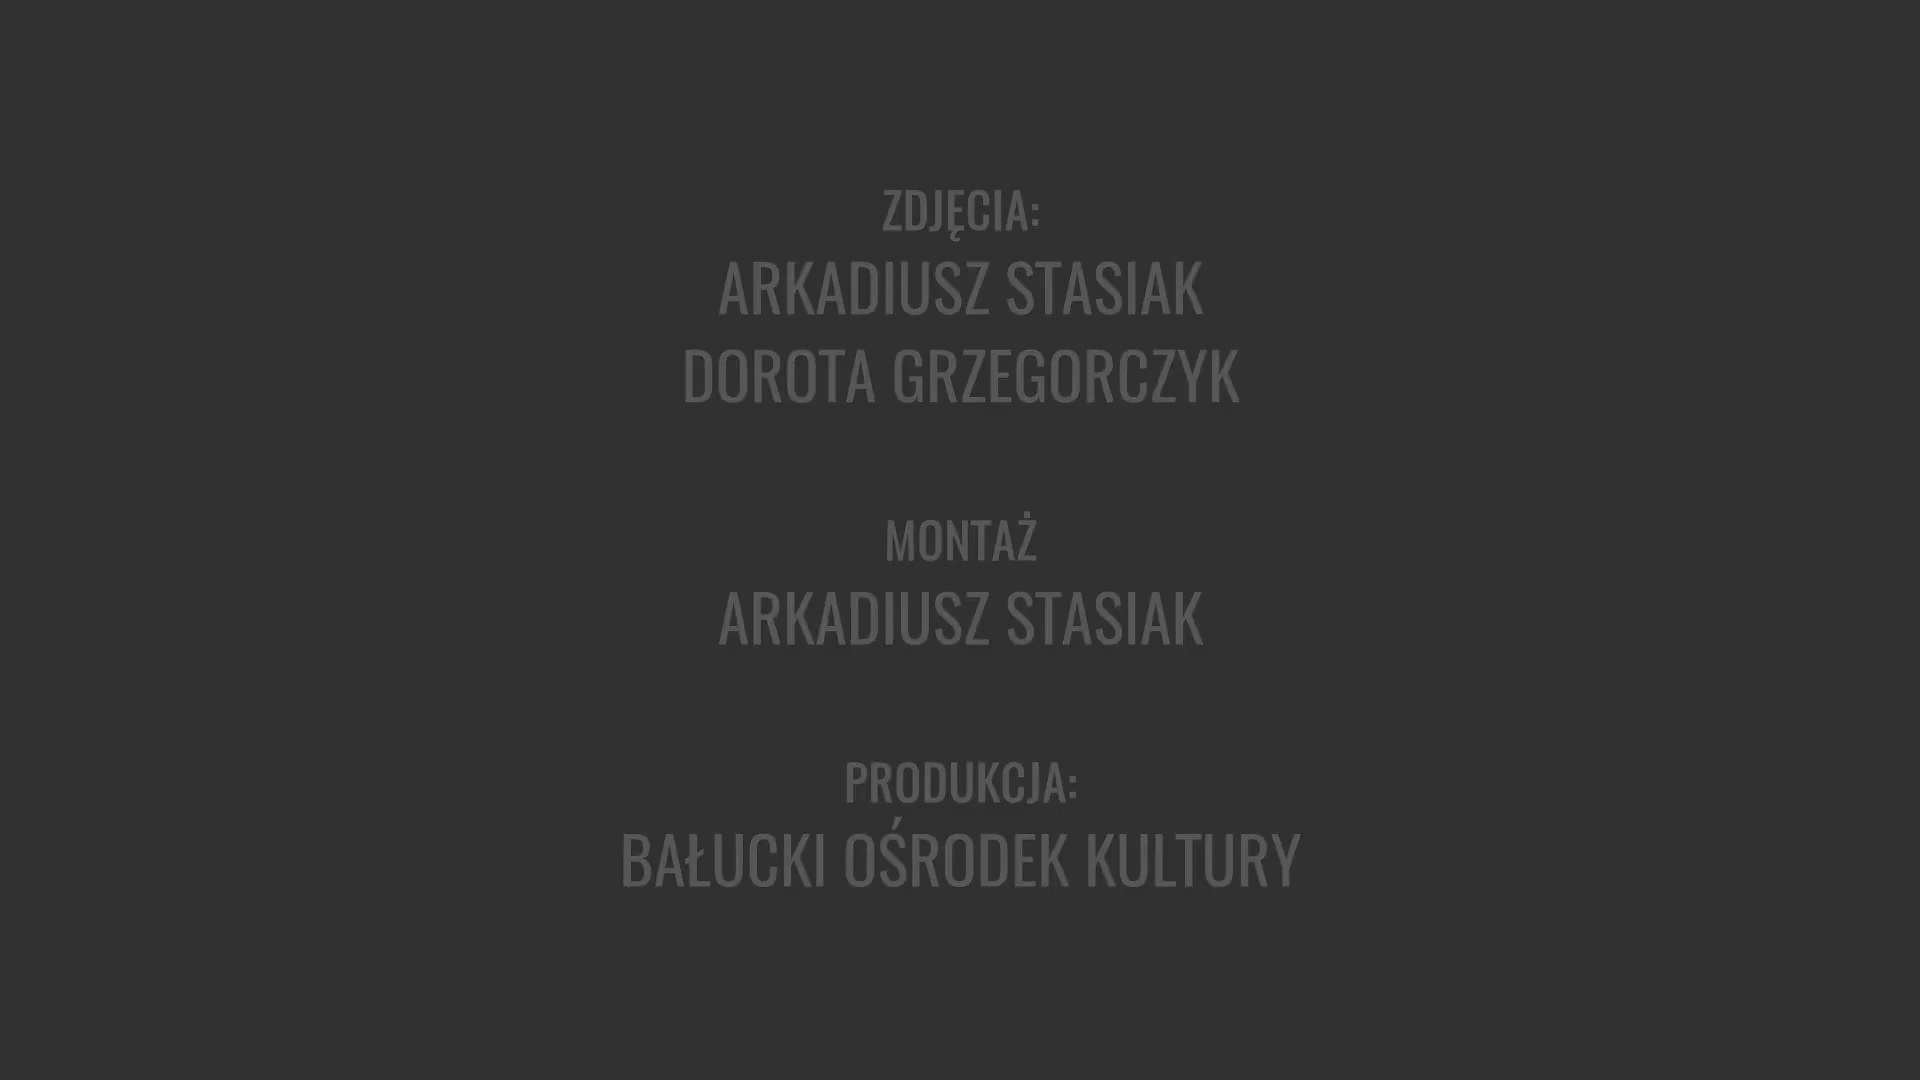 ZDJĘCIA:
ARKADIUSZ STASIAK
DOROTA GRZEGORCZYK
MONTAŻ
ARKADIUSZ STASIAK
PRODUKCJA:
BAŁUCKI OŚRODEK KULTURY